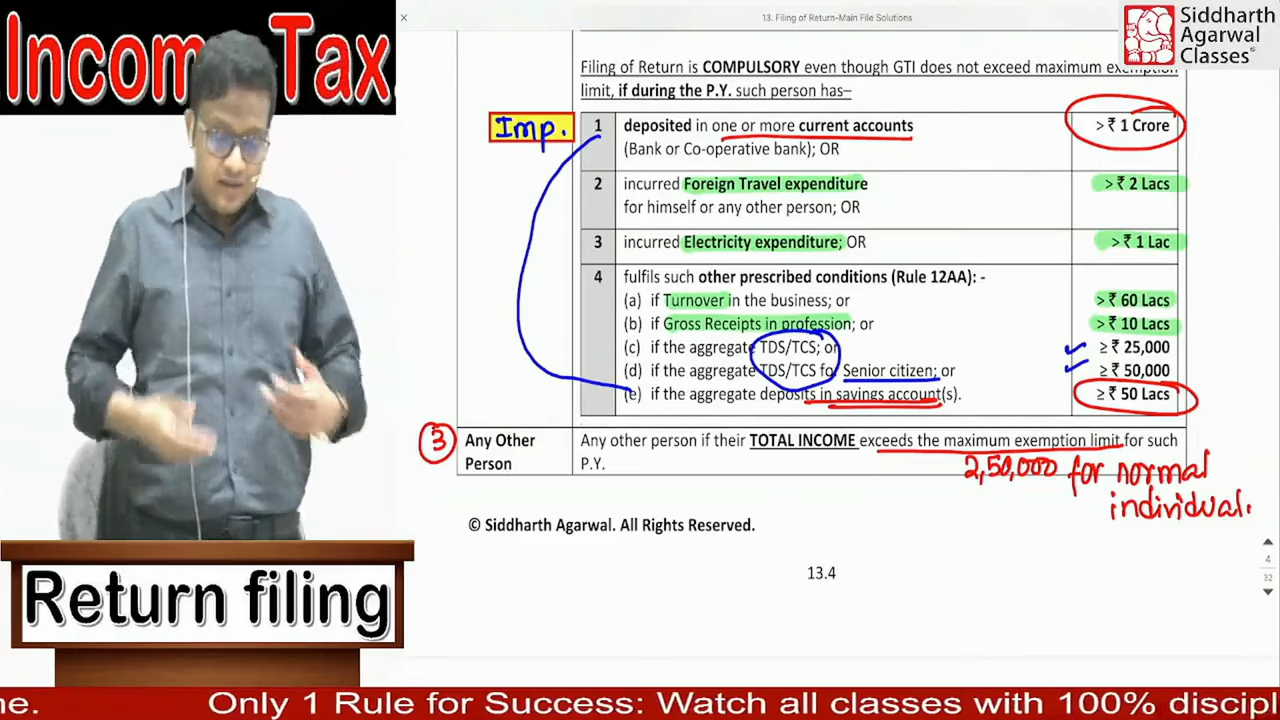 Income Tax
13. Filing of Return-Main File Solutions
Siddharth
Agarwal
Classes®
Filing of Return is COMPULSORY even though GTI does not exceed maximum exemption
limit, if during the P.Y. such person has–
Imp.
1 deposited in one or more current accounts > ₹ 1 Crore
(Bank or Co-operative bank); OR
2 incurred Foreign Travel expenditure > ₹ 2 Lacs
for himself or any other person; OR
3 incurred Electricity expenditure; OR > ₹ 1 Lac
4 fulfils such other prescribed conditions (Rule 12AA): -
(a) if Turnover in the business; or > ₹ 60 Lacs
(b) if Gross Receipts in profession; or > ₹ 10 Lacs
(c) if the aggregate TDS/TCS; or ≥ ₹ 25,000
(d) if the aggregate TDS/TCS for Senior citizen; or ≥ ₹ 50,000
(e) if the aggregate deposits in savings account(s). ≥ ₹ 50 Lacs
3 Any Other Person
Any other person if their TOTAL INCOME exceeds the maximum exemption limit for such
P.Y.
2,50,000 for normal
individual.
© Siddharth Agarwal. All Rights Reserved.
4
32
13.4
Return filing
ne. Only 1 Rule for Success: Watch all classes with 100% discipl